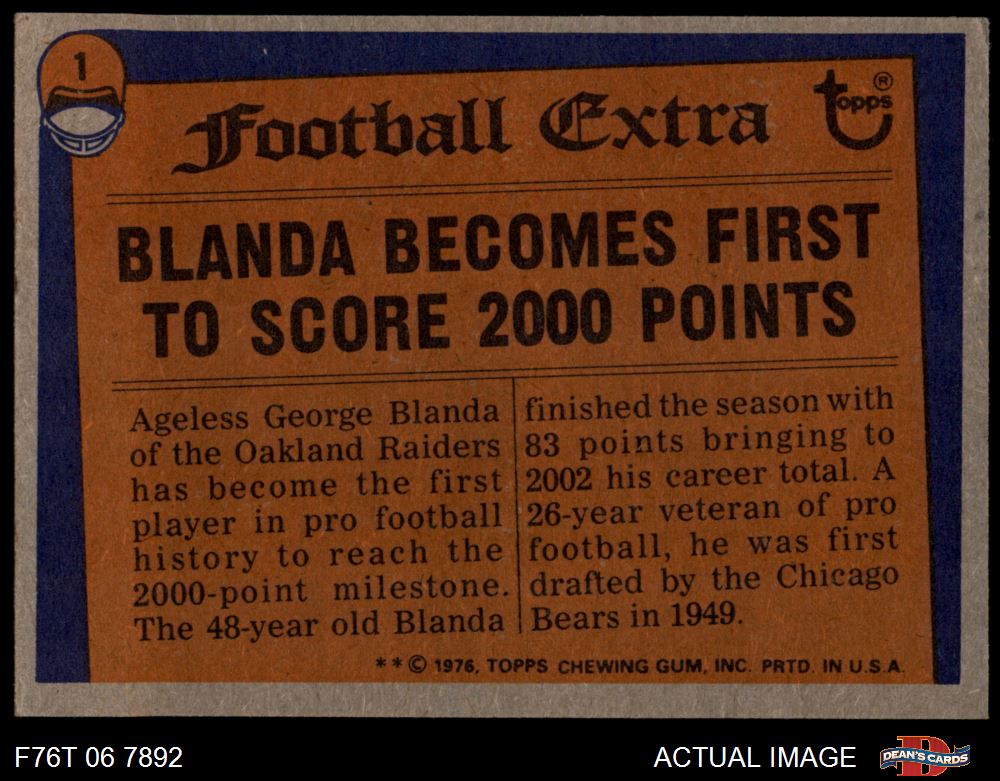 1
Football Extra
topps ®
BLANDA BECOMES FIRST
TO SCORE 2000 POINTS
Ageless George Blanda
of the Oakland Raiders
has become the first
player in pro football
history to reach the
2000-point milestone.
The 48-year old Blanda
finished the season with
83 points bringing to
2002 his career total. A
26-year veteran of pro
football, he was first
drafted by the Chicago
Bears in 1949.
* * © 1976, TOPPS CHEWING GUM, INC. PRTD. IN U.S.A.
F76T 06 7892
ACTUAL IMAGE
D
DEAN'S CARDS